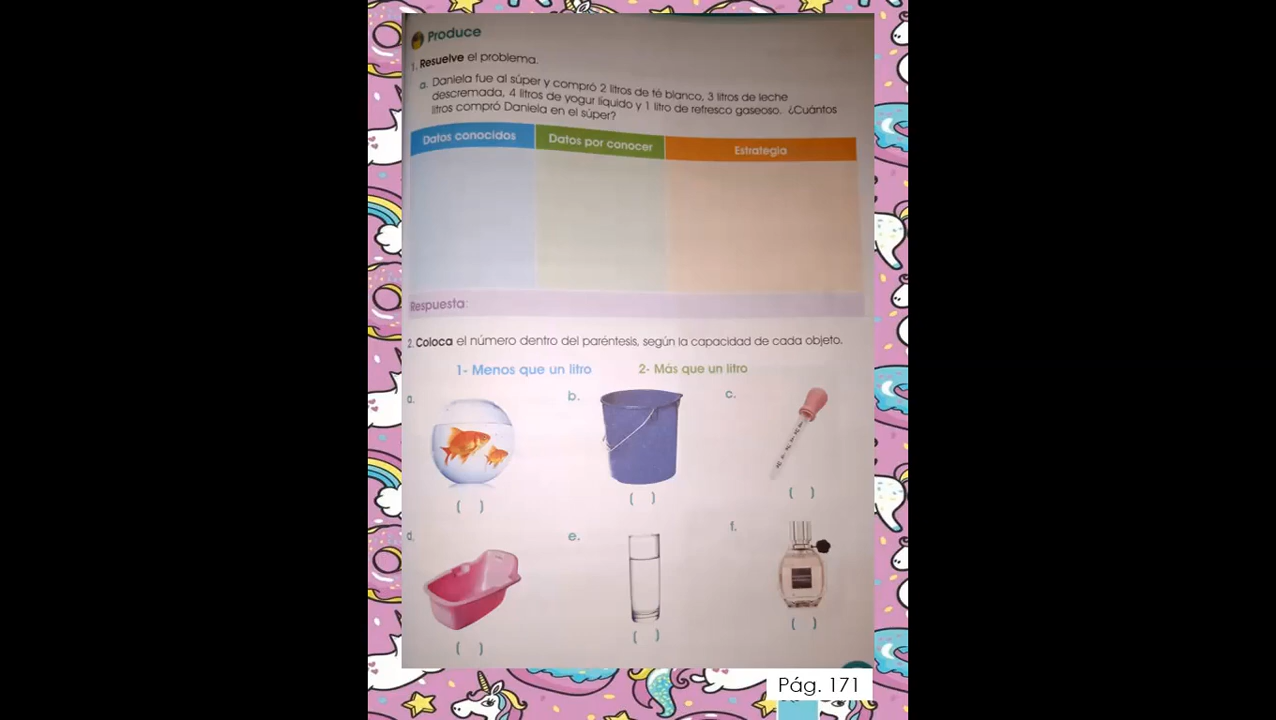 Produce
1. Resuelve el problema.
a. Daniela fue al súper y compró 2 litros de té blanco, 3 litros de leche
descremada, 4 litros de yogur líquido y 1 litro de refresco gaseoso. ¿Cuántos
litros compró Daniela en el súper?
Datos conocidos Datos por conocer Estrategia
Respuesta:
2. Coloca el número dentro del paréntesis, según la capacidad de cada objeto.
1- Menos que un litro 2- Más que un litro
a. b. c.
( ) ( ) ( )
d. e. f.
( ) ( ) ( )
Pág. 171